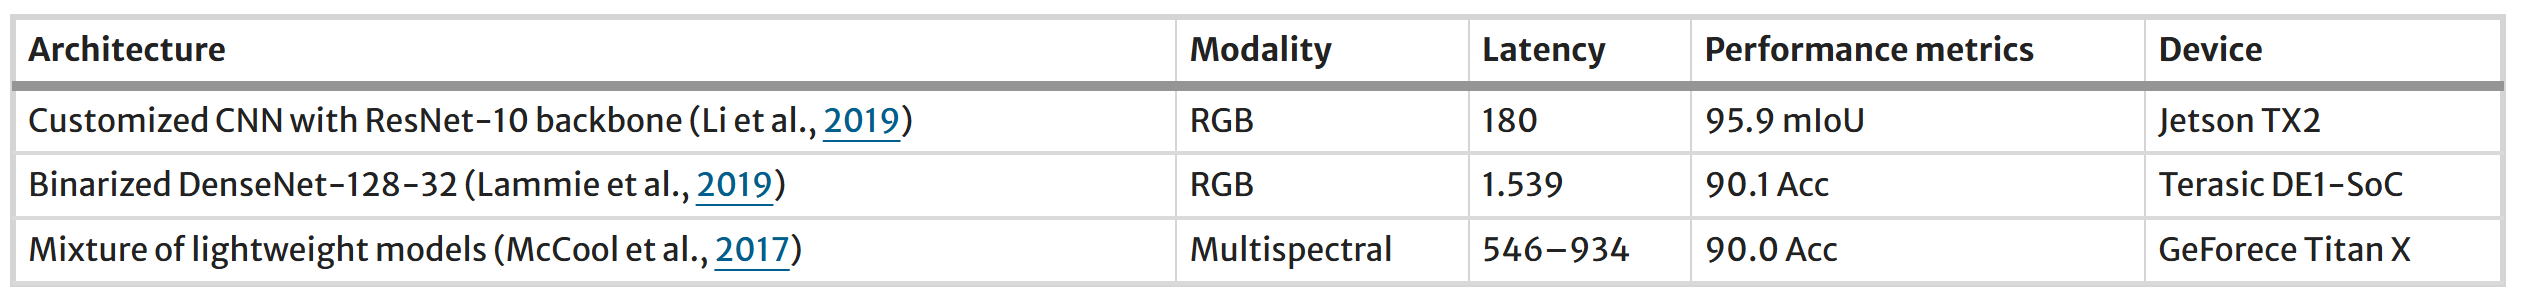 Architecture Modality Latency Performance metrics Device
Customized CNN with ResNet-10 backbone (Li et al., 2019) RGB 180 95.9 mIoU Jetson TX2
Binarized DenseNet-128-32 (Lammie et al., 2019) RGB 1.539 90.1 Acc Terasic DE1-SoC
Mixture of lightweight models (McCool et al., 2017) Multispectral 546–934 90.0 Acc GeForece Titan X